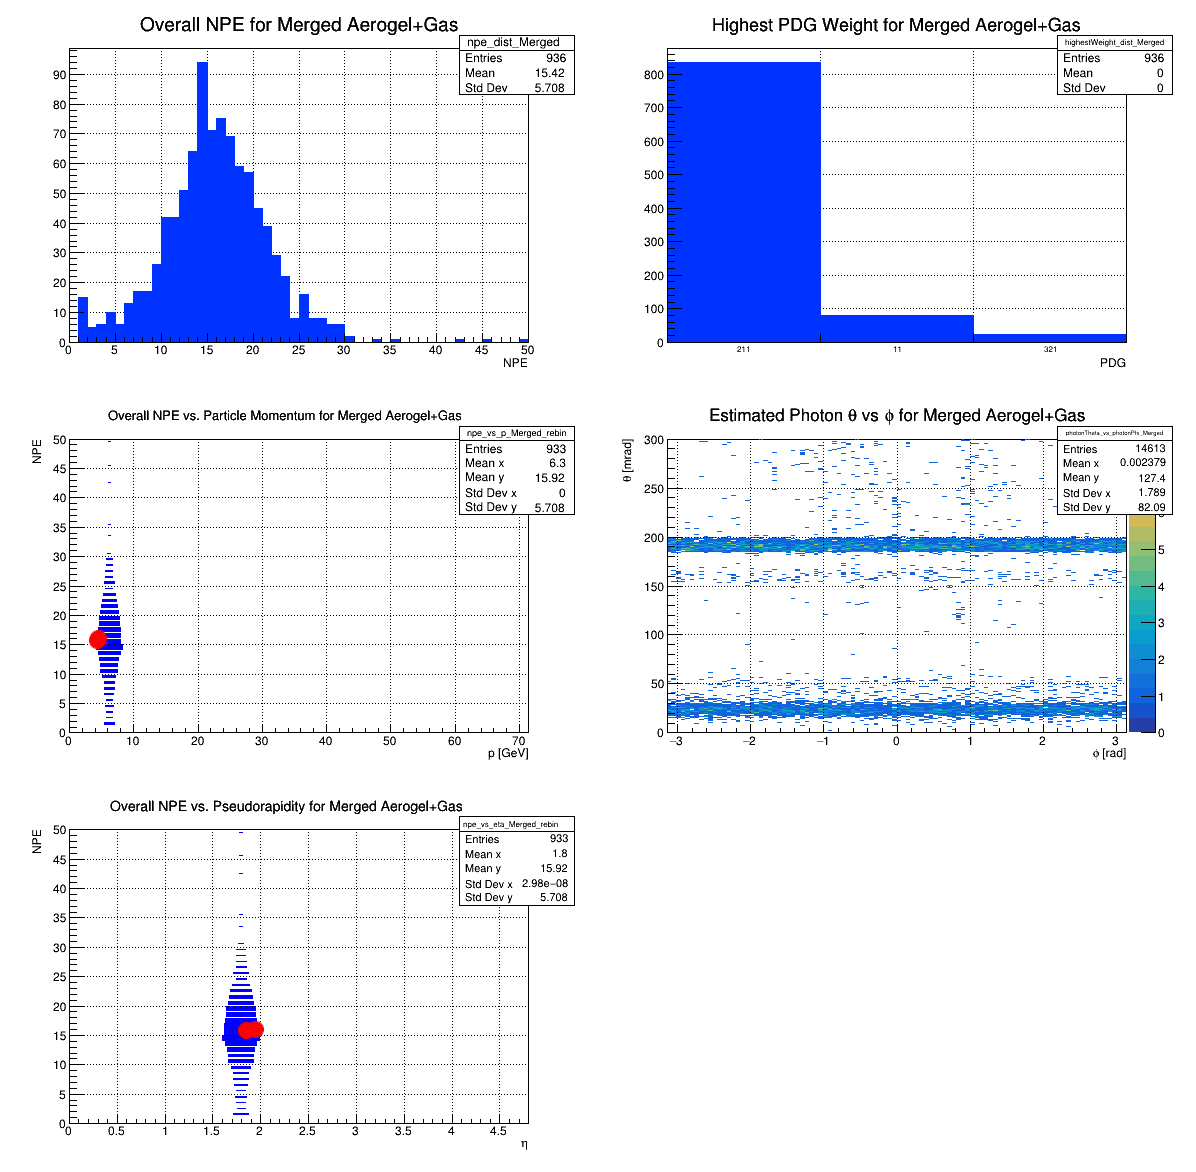 Overall NPE for Merged Aerogel+Gas
npe_dist_Merged
Entries 936
Mean 15.42
Std Dev 5.708
90
80
70
60
50
40
30
20
10
0
0 5 10 15 20 25 30 35 40 45 50
NPE
Highest PDG Weight for Merged Aerogel+Gas
highestWeight_dist_Merged
Entries 936
Mean 0
Std Dev 0
800
700
600
500
400
300
200
100
0
211 11 321
PDG
Overall NPE vs. Particle Momentum for Merged Aerogel+Gas
npe_vs_p_Merged_rebin
Entries 933
Mean x 6.3
Mean y 15.92
Std Dev x 0
Std Dev y 5.708
NPE
50
45
40
35
30
25
20
15
10
5
0
0 10 20 30 40 50 60 70
p [GeV]
Estimated Photon θ vs ϕ for Merged Aerogel+Gas
photonTheta_vs_photonPhi_Merged
Entries 14613
Mean x 0.002379
Mean y 127.4
Std Dev x 1.789
Std Dev y 82.09
θ [mrad]
300
250
200
150
100
50
0
−3 −2 −1 0 1 2 3
ϕ [rad]
5
4
3
2
1
0
Overall NPE vs. Pseudorapidity for Merged Aerogel+Gas
npe_vs_eta_Merged_rebin
Entries 933
Mean x 1.8
Mean y 15.92
Std Dev x 2.98e−08
Std Dev y 5.708
NPE
50
45
40
35
30
25
20
15
10
5
0
0 0.5 1 1.5 2 2.5 3 3.5 4 4.5
η